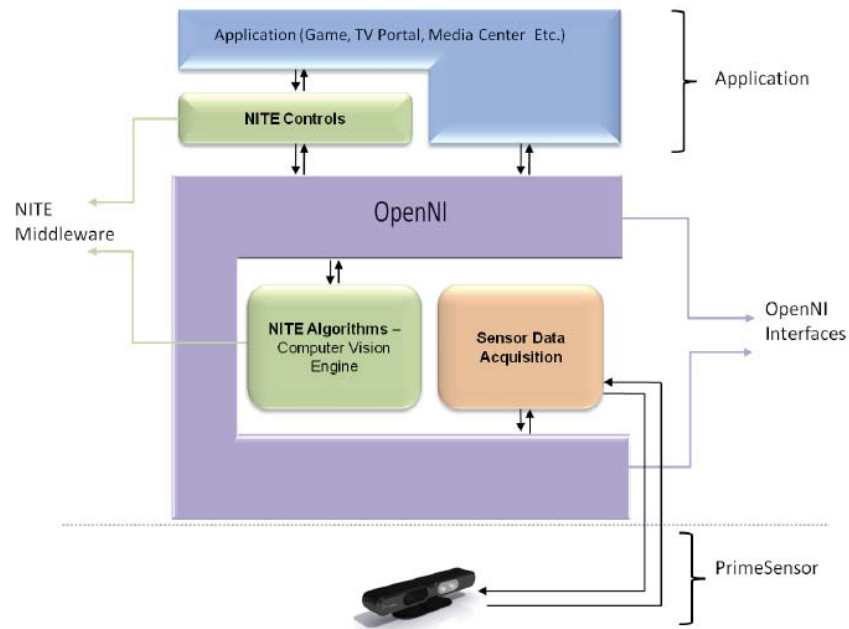 Application (Game, TV Portal, Media Center Etc.)
Application
NITE Controls
NITE
Middleware
OpenNI
OpenNI
Interfaces
NITE Algorithms –
Computer Vision
Engine
Sensor Data
Acquisition
PrimeSensor